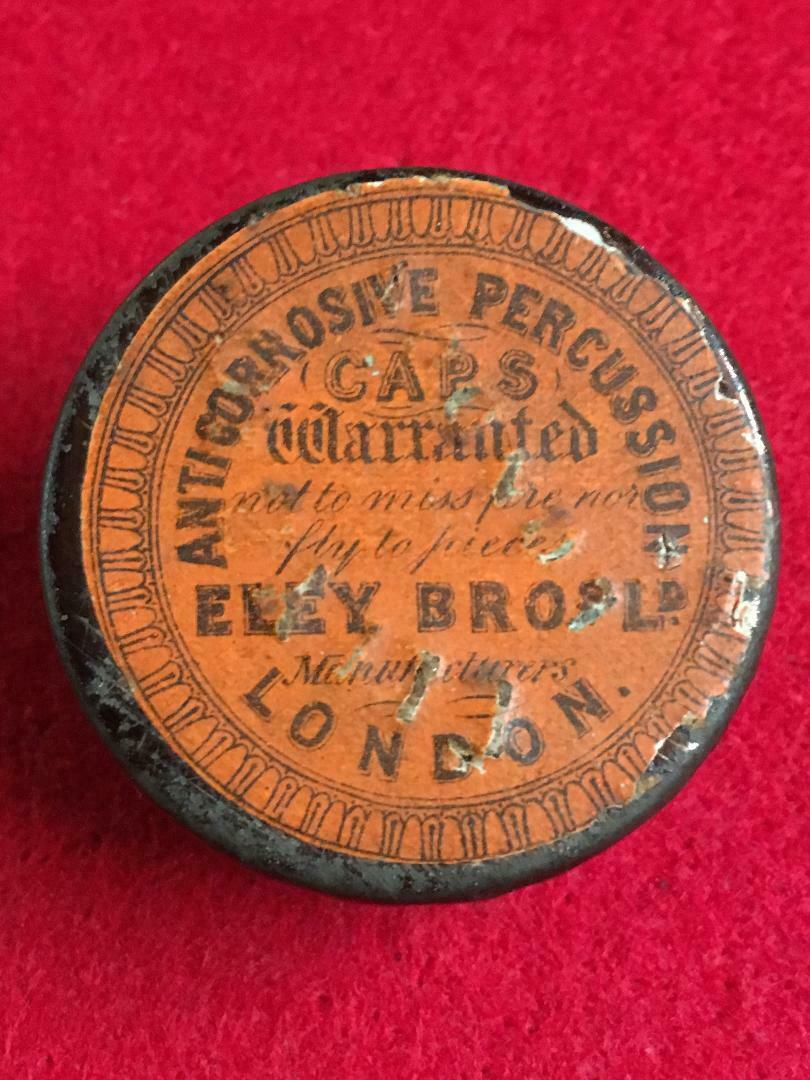 ANTICORROSIVE PERCUSSION
CAPS
Warranted
not to miss fire nor
fly to pieces
ELEY BROS LD.
Manufacturers
LONDON.